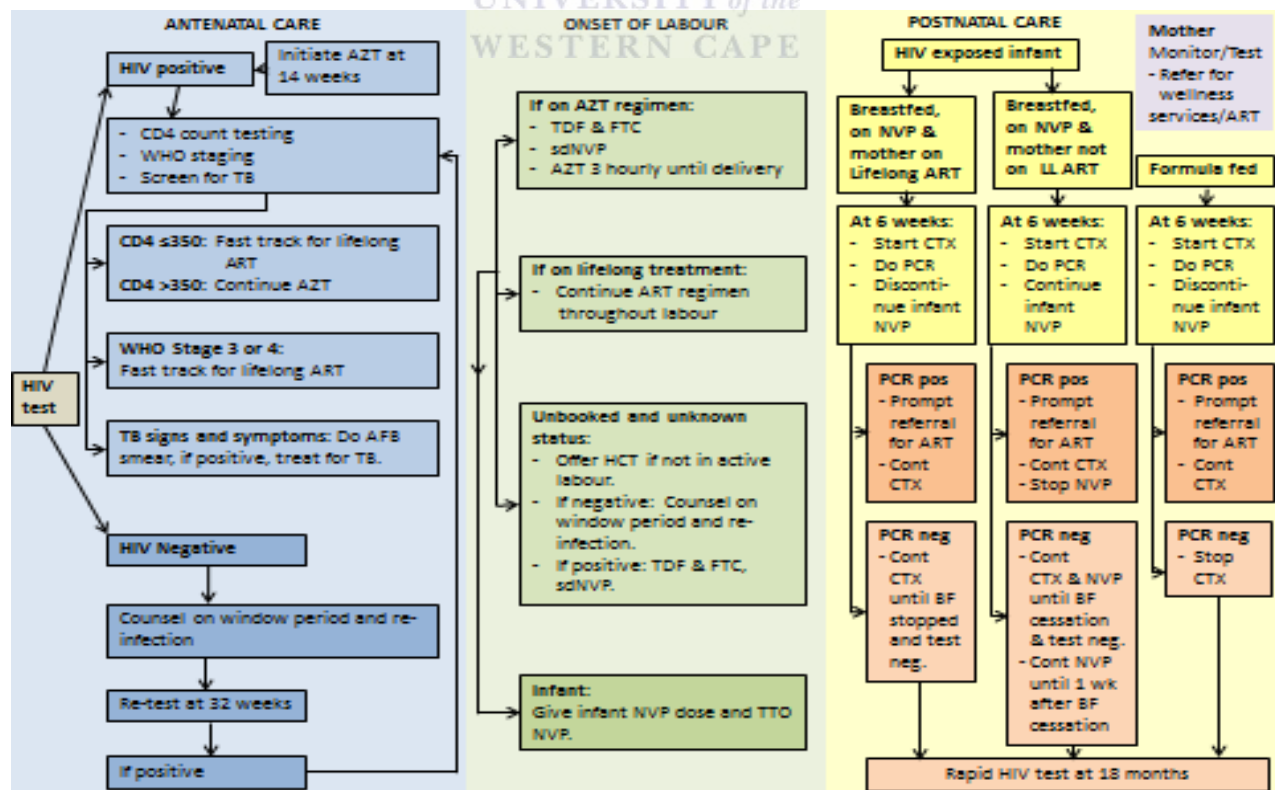 UNIVERSITY of the
WESTERN CAPE
ANTENATAL CARE
HIV positive
Initiate AZT at
14 weeks
- CD4 count testing
- WHO staging
- Screen for TB
CD4 ≤350: Fast track for lifelong
ART
CD4 >350: Continue AZT
WHO Stage 3 or 4:
Fast track for lifelong ART
HIV
test
TB signs and symptoms: Do AFB
smear, if positive, treat for TB.
HIV Negative
Counsel on window period and re-
infection
Re-test at 32 weeks
If positive
ONSET OF LABOUR
If on AZT regimen:
- TDF & FTC
- sdNVP
- AZT 3 hourly until delivery
If on lifelong treatment:
- Continue ART regimen
throughout labour
Unbooked and unknown
status:
- Offer HCT if not in active
labour.
- If negative: Counsel on
window period and re-
infection.
- If positive: TDF & FTC,
sdNVP.
Infant:
Give infant NVP dose and TTO
NVP.
POSTNATAL CARE
HIV exposed infant
Mother
Monitor/Test
- Refer for
wellness
services/ART
Breastfed,
on NVP &
mother on
Lifelong ART
Breastfed,
on NVP &
mother not
on LL ART
Formula fed
At 6 weeks:
- Start CTX
- Do PCR
- Disconti-
nue infant
NVP
At 6 weeks:
- Start CTX
- Do PCR
- Continue
infant
NVP
At 6 weeks:
- Start CTX
- Do PCR
- Disconti-
nue infant
NVP
PCR pos
- Prompt
referral
for ART
- Cont
CTX
PCR pos
- Prompt
referral
for ART
- Cont CTX
- Stop NVP
PCR pos
- Prompt
referral
for ART
- Cont
CTX
PCR neg
- Cont
CTX
until BF
stopped
and test
neg.
PCR neg
- Cont
CTX & NVP
until BF
cessation
& test neg.
- Cont NVP
until 1 wk
after BF
cessation
PCR neg
- Stop
CTX
Rapid HIV test at 18 months